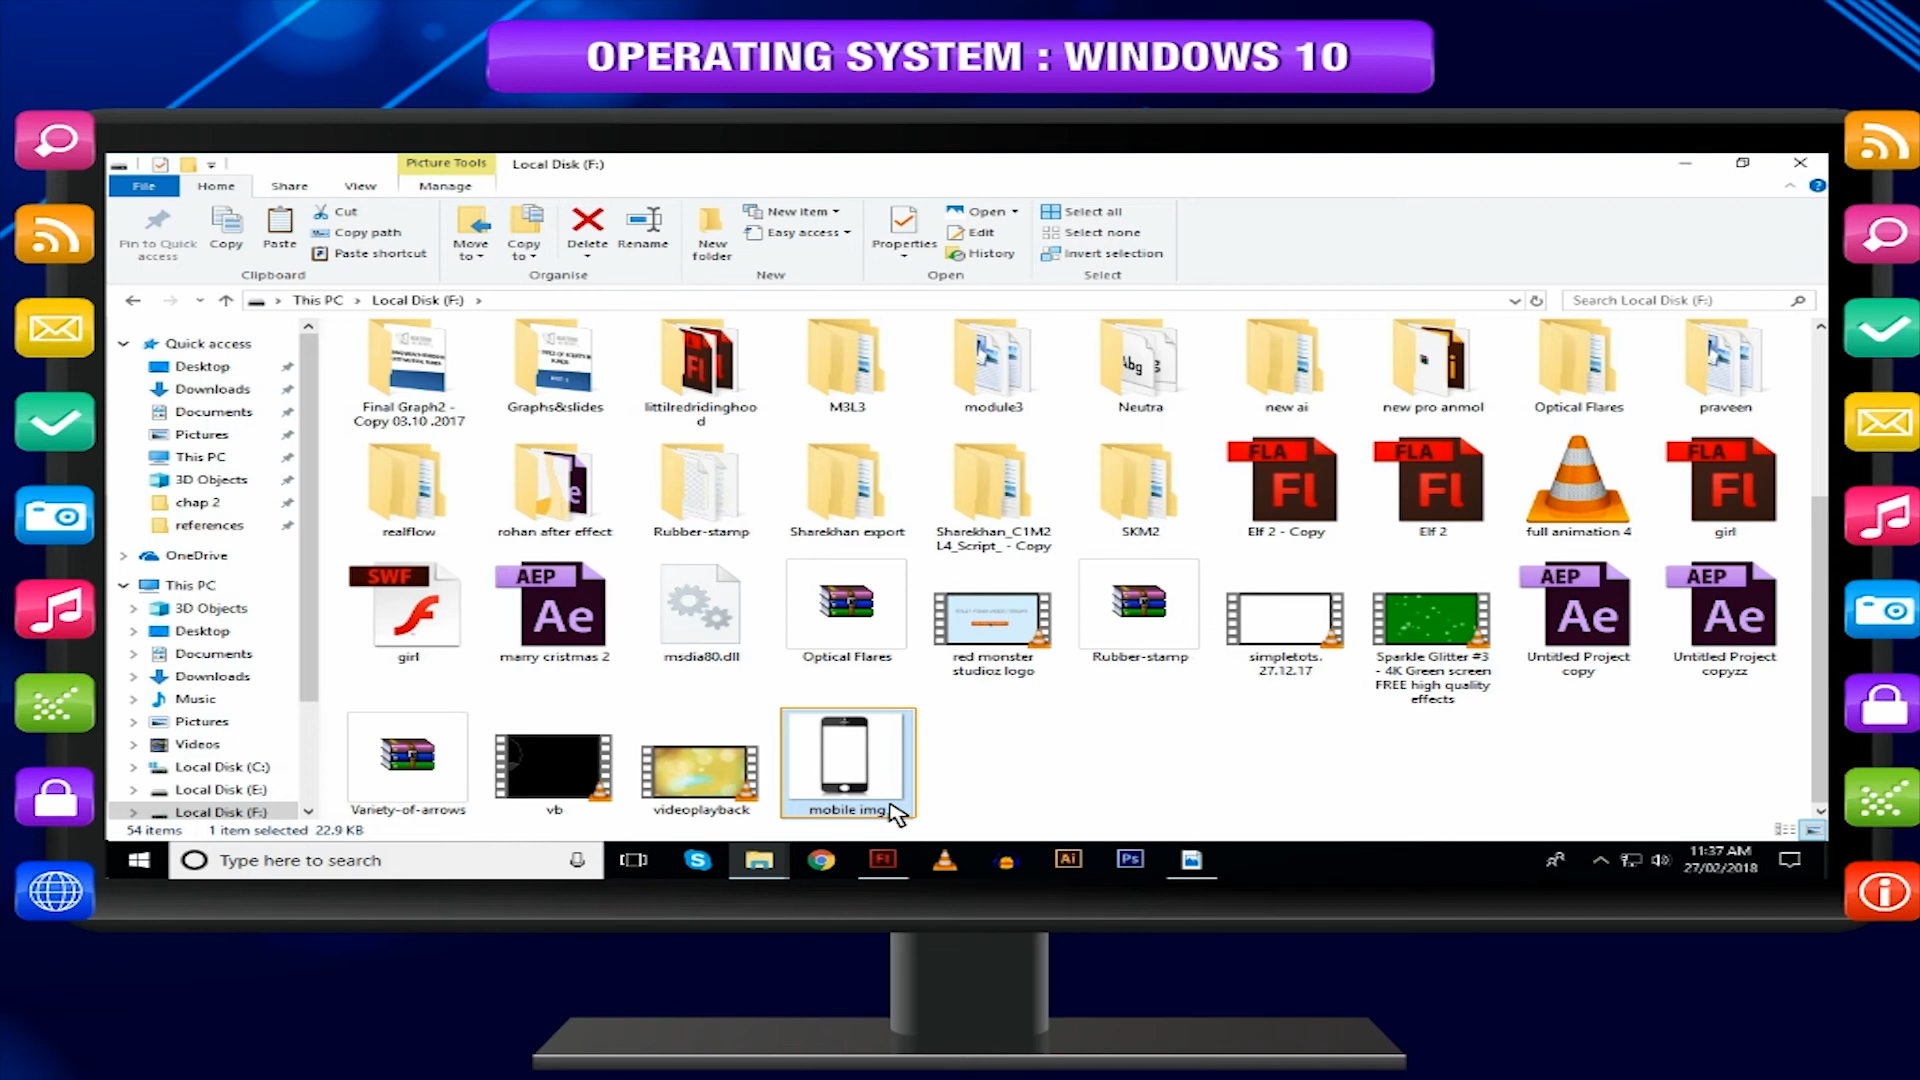 OPERATING SYSTEM : WINDOWS 10
Picture Tools
Local Disk (F:)
File
Home
Share
View
Manage
Pin to Quick
access
Copy
Paste
Cut
Copy path
Paste shortcut
Clipboard
Move
to
Copy
to
Delete
Rename
Organise
New
folder
New item
Easy access
New
Properties
Open
Edit
History
Open
Select all
Select none
Invert selection
Select
This PC
Local Disk (F:)
Search Local Disk (F:)
Quick access
Desktop
Downloads
Documents
Pictures
This PC
3D Objects
chap 2
references
OneDrive
This PC
3D Objects
Desktop
Documents
Downloads
Music
Pictures
Videos
Local Disk (C:)
Local Disk (E:)
Local Disk (F:)
Final Graph2 -
Copy 03.10 .2017
Graphs&slides
littilredridinghoo
d
M3L3
module3
Abg
Neutra
new ai
new pro anmol
Optical Flares
praveen
realflow
rohan after effect
Rubber-stamp
Sharekhan export
Sharekhan_C1M2
L4_Script_ - Copy
SKM2
FLA
Fl
Elf 2 - Copy
FLA
Fl
Elf 2
full animation 4
FLA
Fl
girl
SWF
girl
AEP
Ae
marry cristmas 2
msdia80.dll
Optical Flares
red monster
studioz logo
Rubber-stamp
simpletots.
27.12.17
Sparkle Glitter #3
- 4K Green screen
FREE high quality
effects
AEP
Ae
Untitled Project
copy
AEP
Ae
Untitled Project
copyzz
Variety-of-arrows
vb
videoplayback
mobile img
54 items
1 item selected 22.9 KB
Type here to search
Fl
Ai
Ps
11:37 AM
27/02/2018